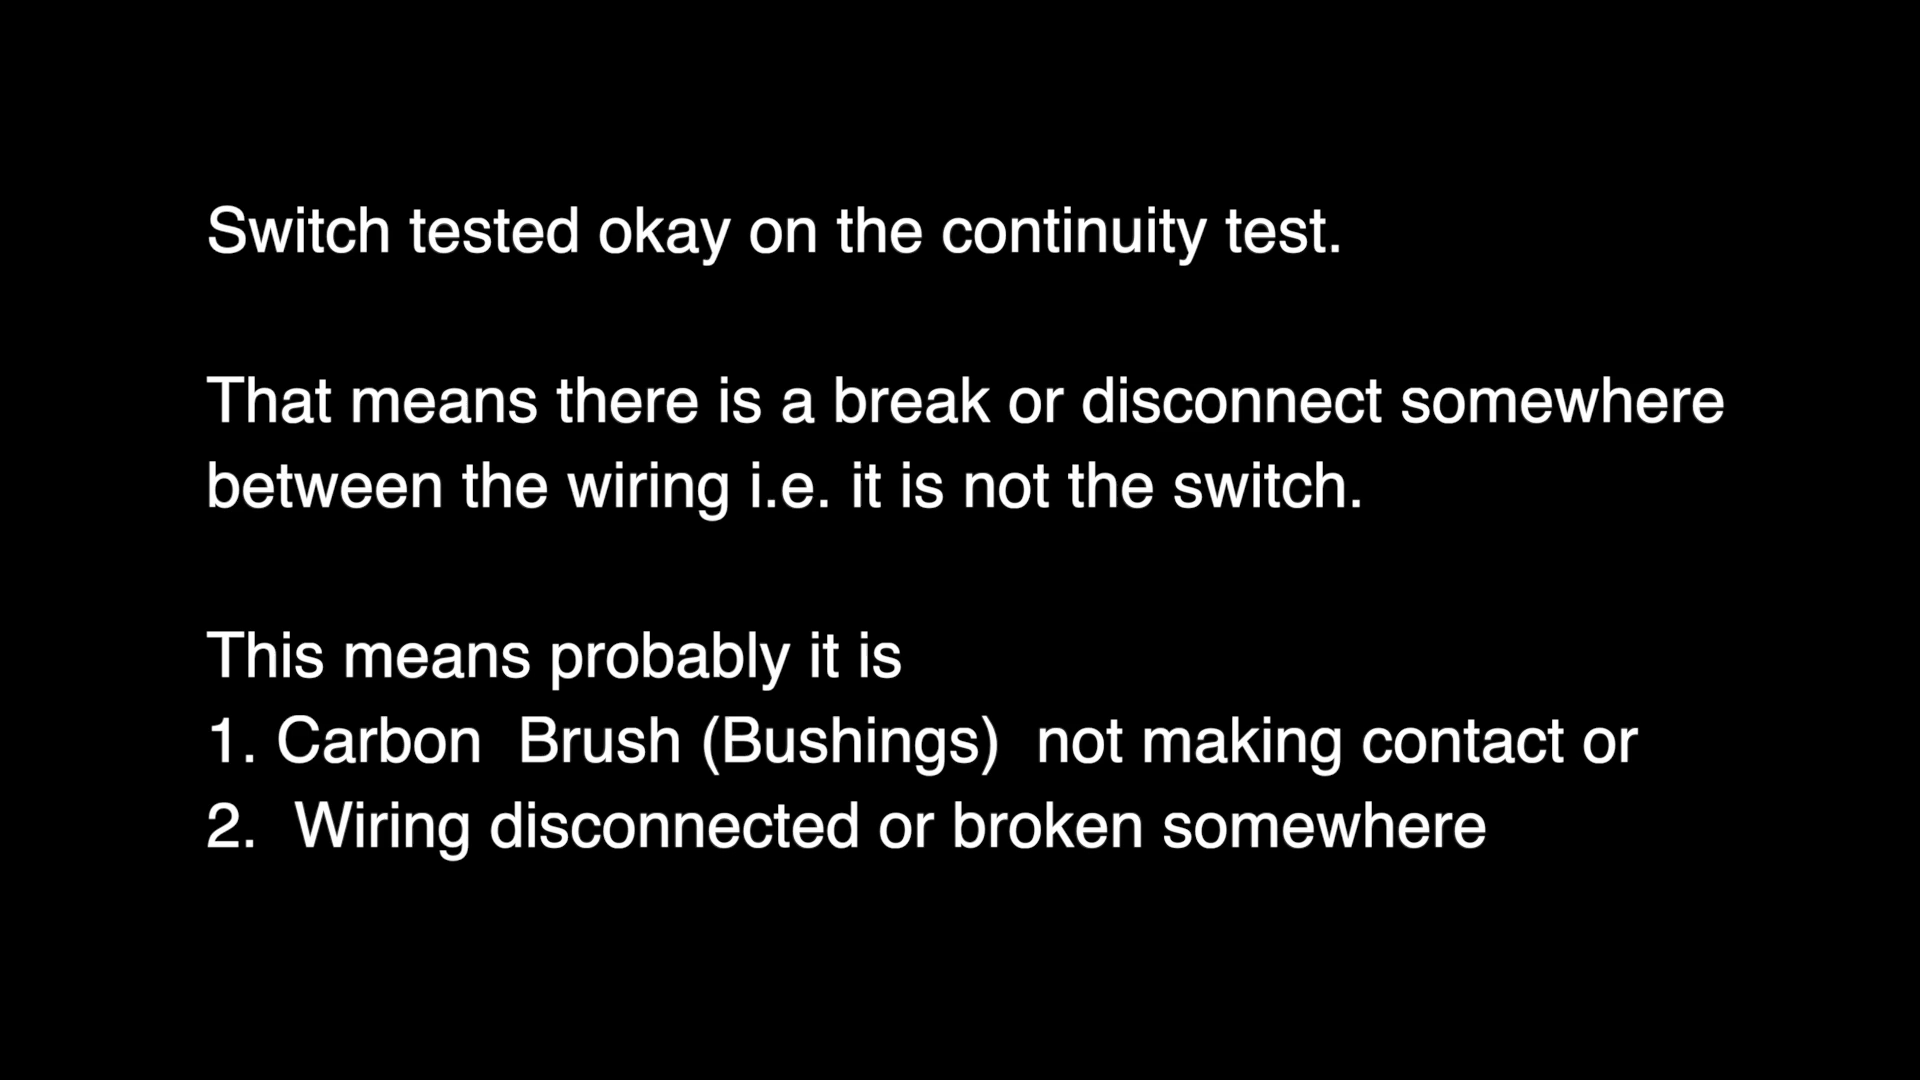 Switch tested okay on the continuity test.
That means there is a break or disconnect somewhere
between the wiring i.e. it is not the switch.
This means probably it is
1. Carbon  Brush (Bushings)  not making contact or
2.  Wiring disconnected or broken somewhere